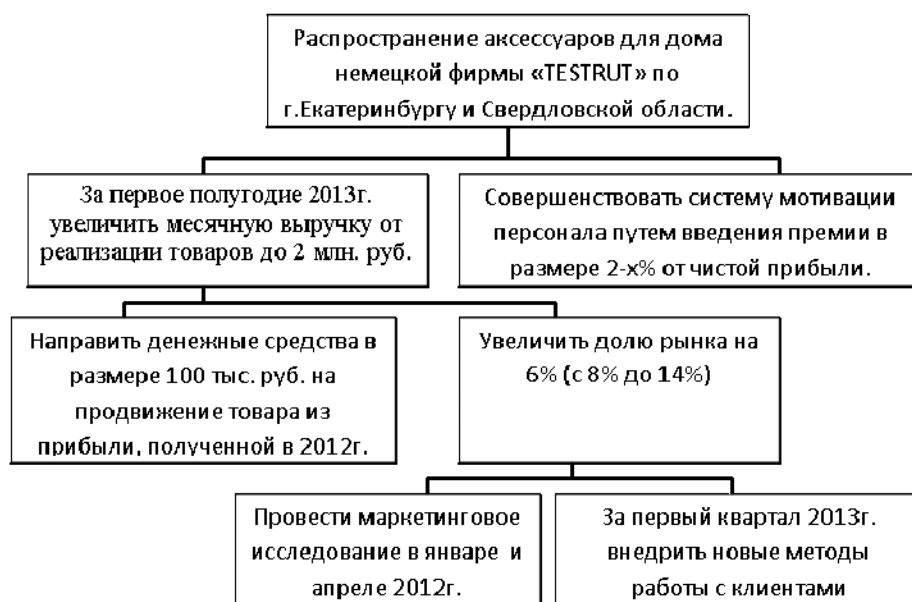 Распространение аксессуаров для дома
немецкой фирмы «TESTRUT» по
г.Екатеринбургу и Свердловской области.
За первое полугодие 2013г.
увеличить месячную выручку от
реализации товаров до 2 млн. руб.
Совершенствовать систему мотивации
персонала путем введения премии в
размере 2-х% от чистой прибыли.
Направить денежные средства в
размере 100 тыс. руб. на
продвижение товара из
прибыли, полученной в 2012г.
Увеличить долю рынка на
6% (с 8% до 14%)
Провести маркетинговое
исследование в январе и
апреле 2012г.
За первый квартал 2013г.
внедрить новые методы
работы с клиентами